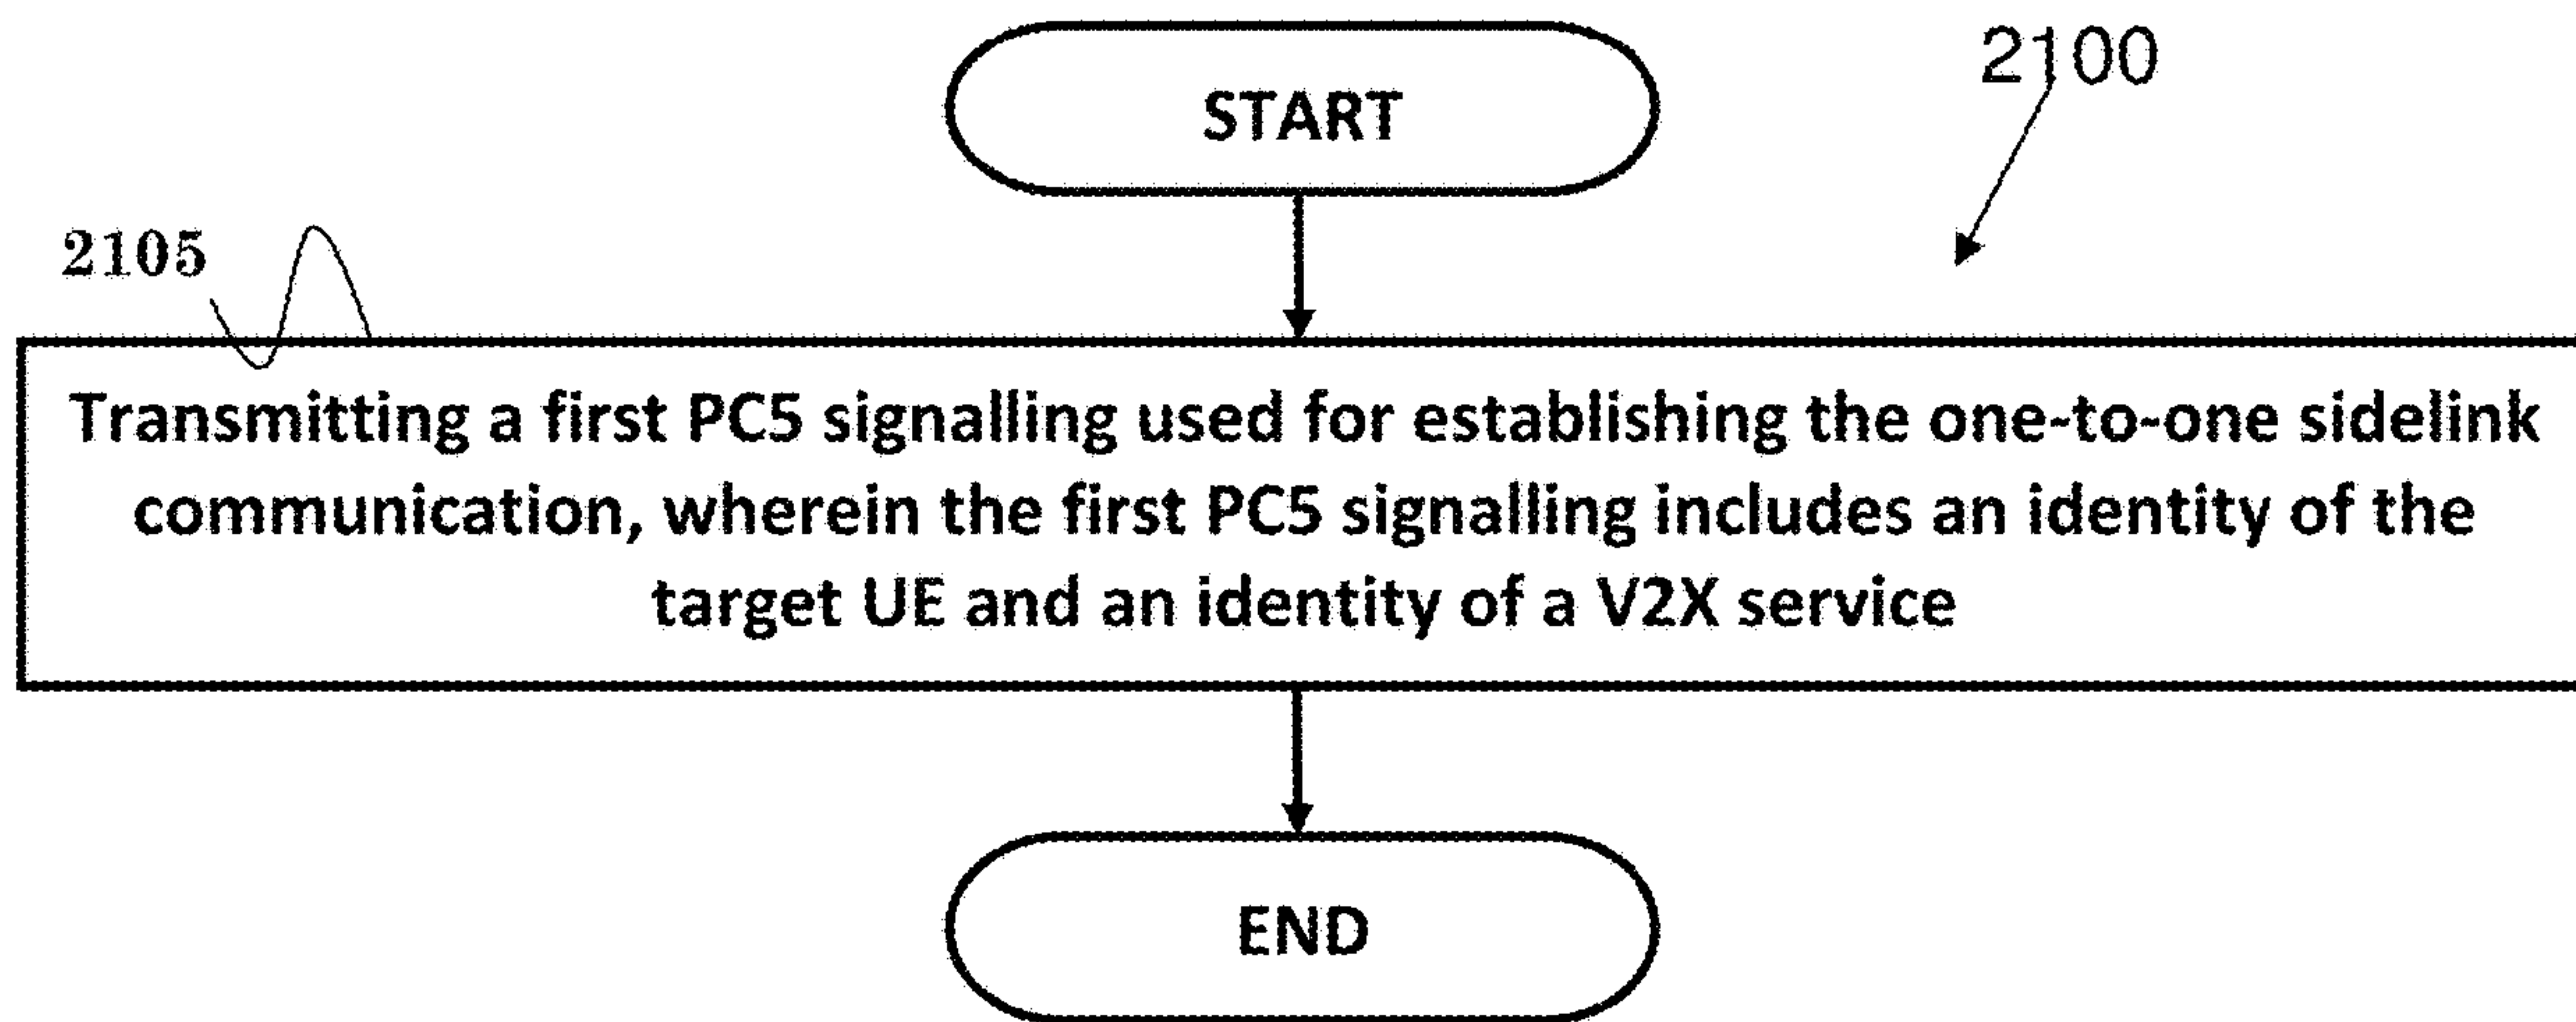 START
2100
2105
Transmitting a first PC5 signalling used for establishing the one-to-one sidelink
communication, wherein the first PC5 signalling includes an identity of the
target UE and an identity of a V2X service
END